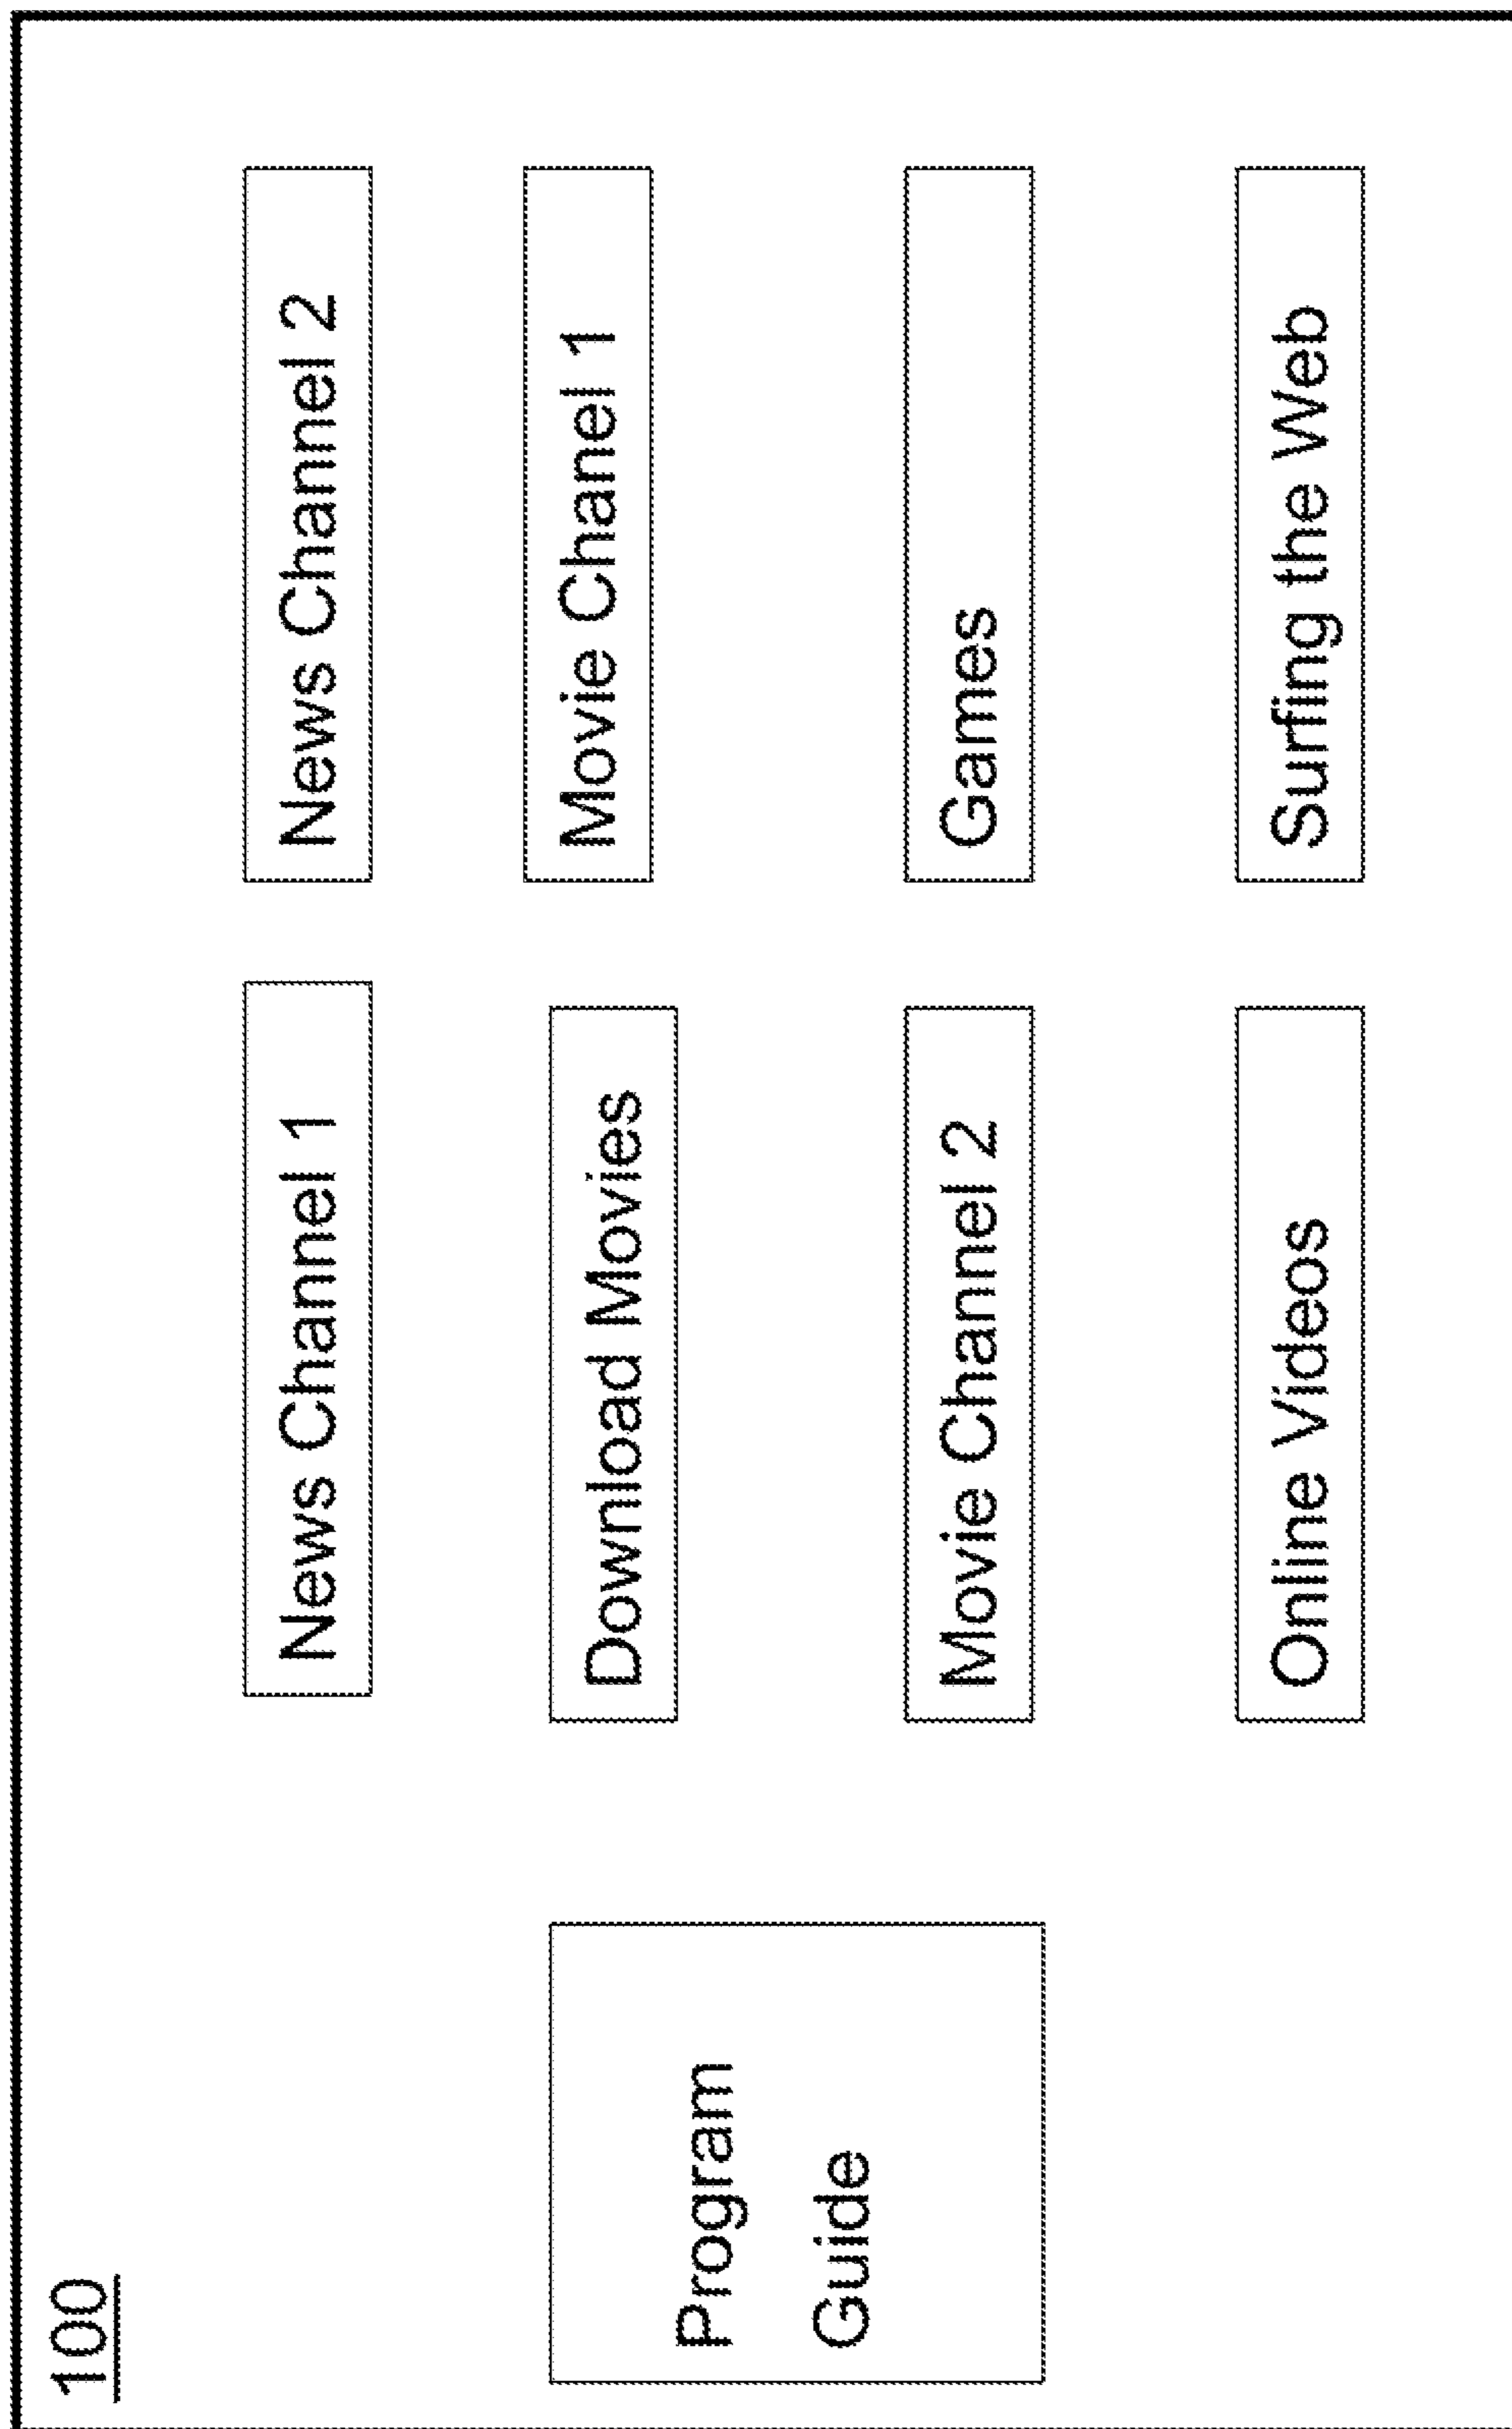 100
News Channel 1
News Channel 2
Download Movies
Movie Channel 1
Program
Guide
Movie Channel 2
Games
Online Videos
Surfing the Web